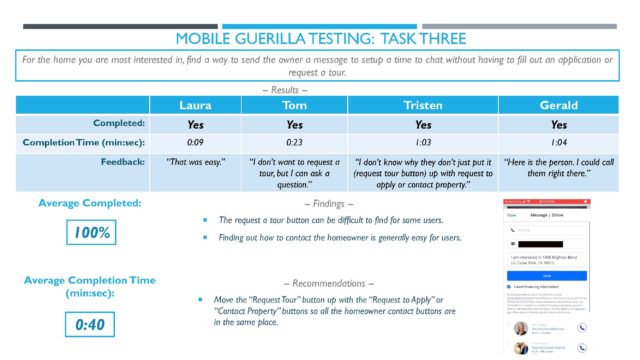 MOBILE GUERILLA TESTING: TASK THREE
For the home you are most interested in, find a way to send the owner a message to setup a time to chat without having to fill out an application or
request a tour.
– Results –
Laura Tom Tristen Gerald
Completed: Yes Yes Yes Yes
Completion Time (min:sec): 0:09 0:23 1:03 1:04
Feedback: “That was easy.” “I don’t want to request a tour, but I can ask a question.” “I don’t know why they don’t just put it (request tour button) up with request to apply or contact property.” “Here is the person. I could call them right there.”
Average Completed:
100%
– Findings –
The request a tour button can be difficult to find for some users.
Finding out how to contact the homeowner is generally easy for users.
Average Completion Time
(min:sec):
0:40
– Recommendations –
Move the “Request Tour” button up with the “Request to Apply” or
“Contact Property” buttons so all the homeowner contact buttons are
in the same place.
Close Message | Zillow
Phone
I am interested in 1408 Brighton Bend
Ln, Cedar Park, TX 78613.
I want financing information